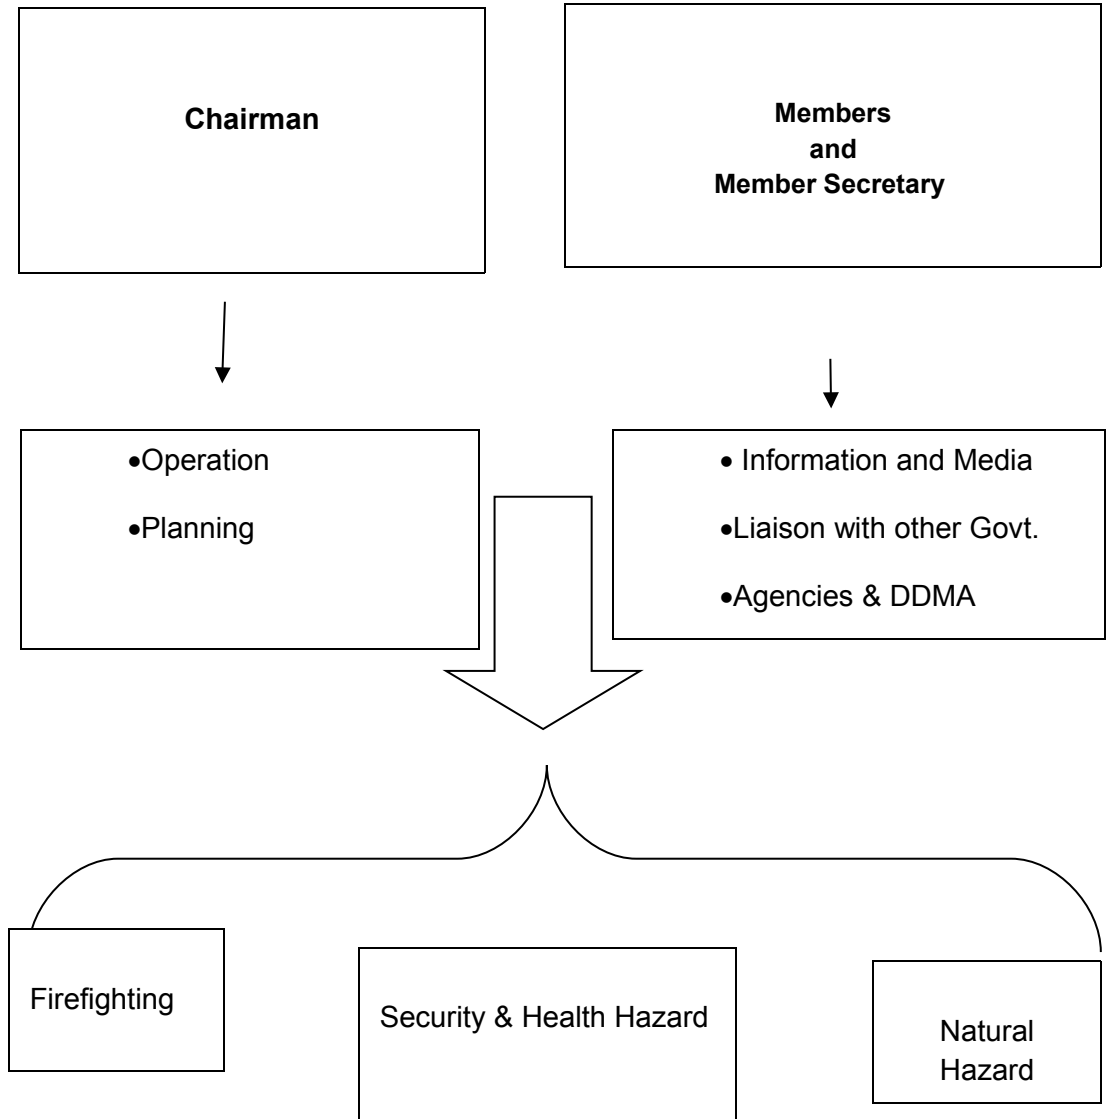 Chairman
Members
and
Member Secretary
•Operation
•Planning
• Information and Media
•Liaison with other Govt.
•Agencies & DDMA
Firefighting
Security & Health Hazard
Natural
Hazard